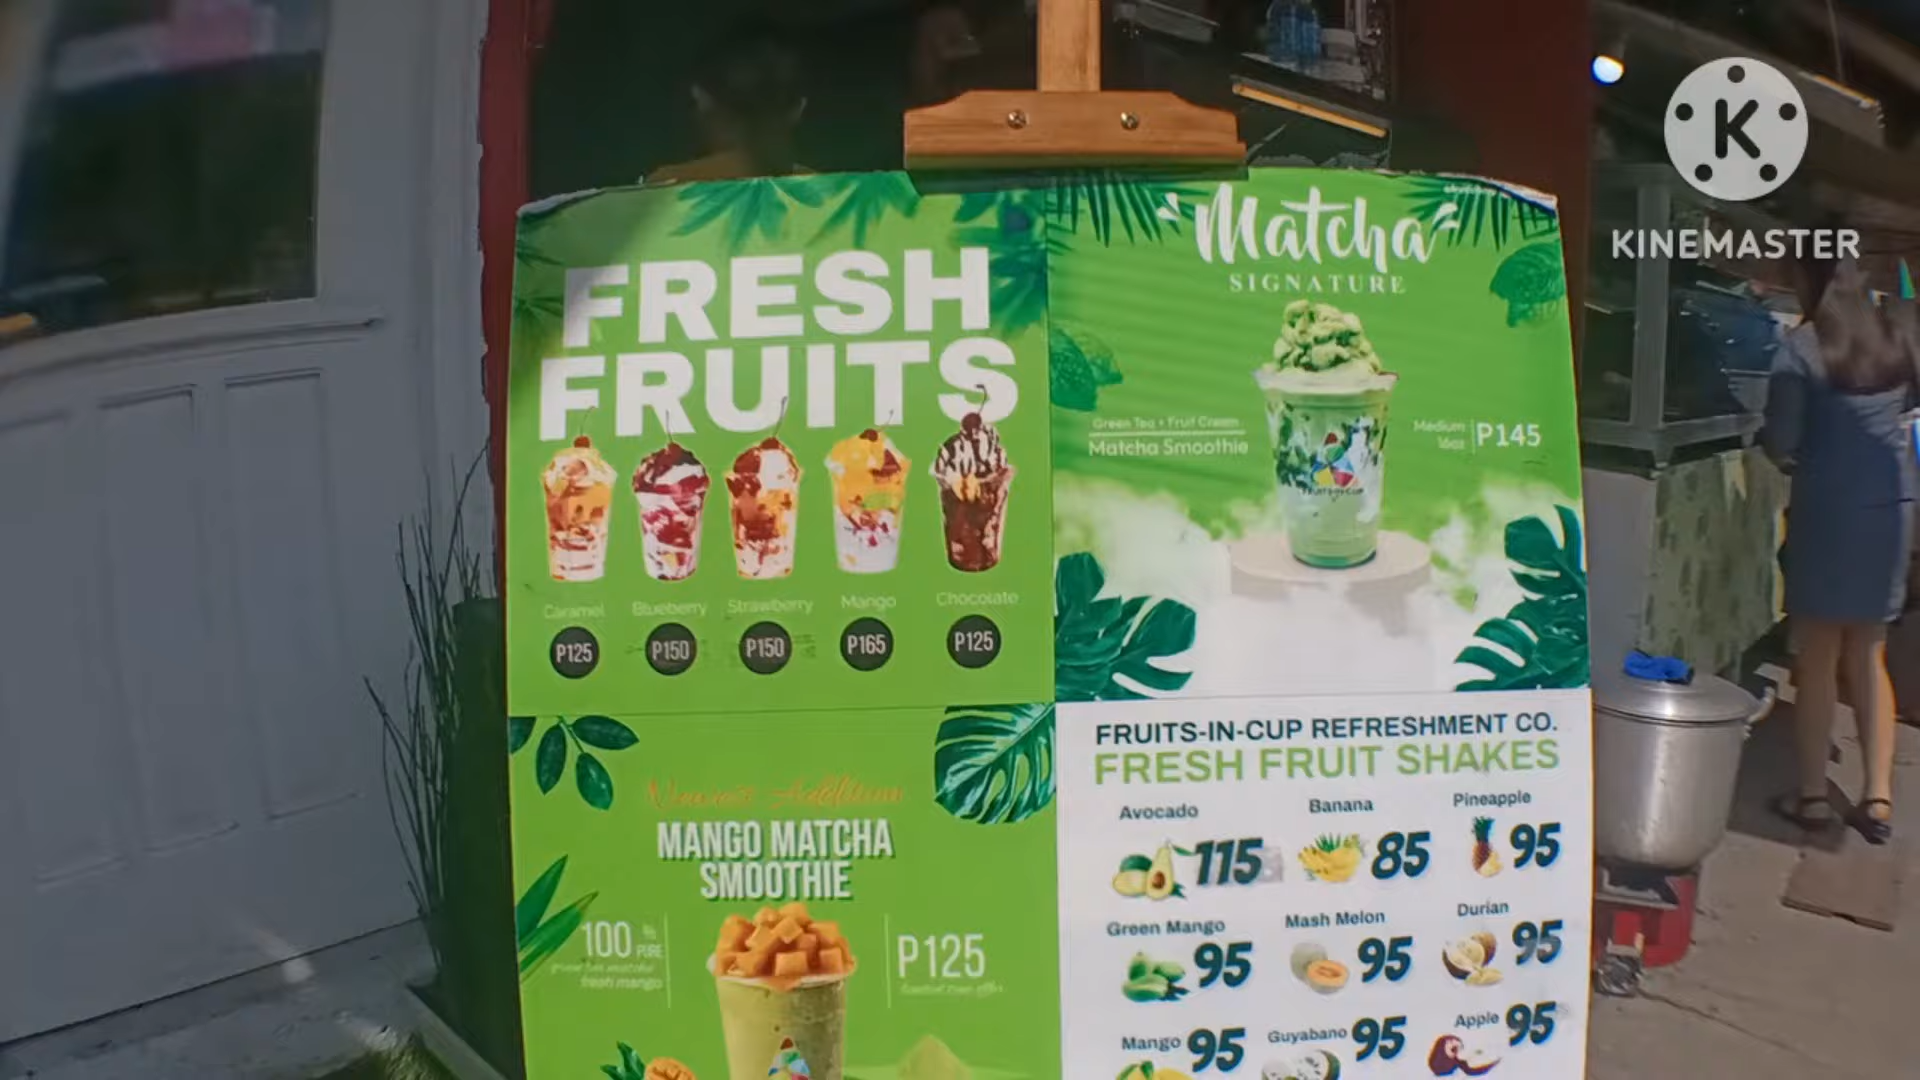 KINEMASTER
FRESH
FRUITS
Caramel Blueberry Strawberry Mango Chocolate
P125 P150 P150 P165 P125
Matcha
SIGNATURE
Green Tea + Fruit Cream
Matcha Smoothie
Medium
16oz
P145
MANGO MATCHA
SMOOTHIE
100 % PURE
fresh mango
P125
FRUITS-IN-CUP REFRESHMENT CO.
FRESH FRUIT SHAKES
Avocado Banana Pineapple
115 85 95
Green Mango Mash Melon Durian
95 95 95
Mango Guyabano Apple
95 95 95